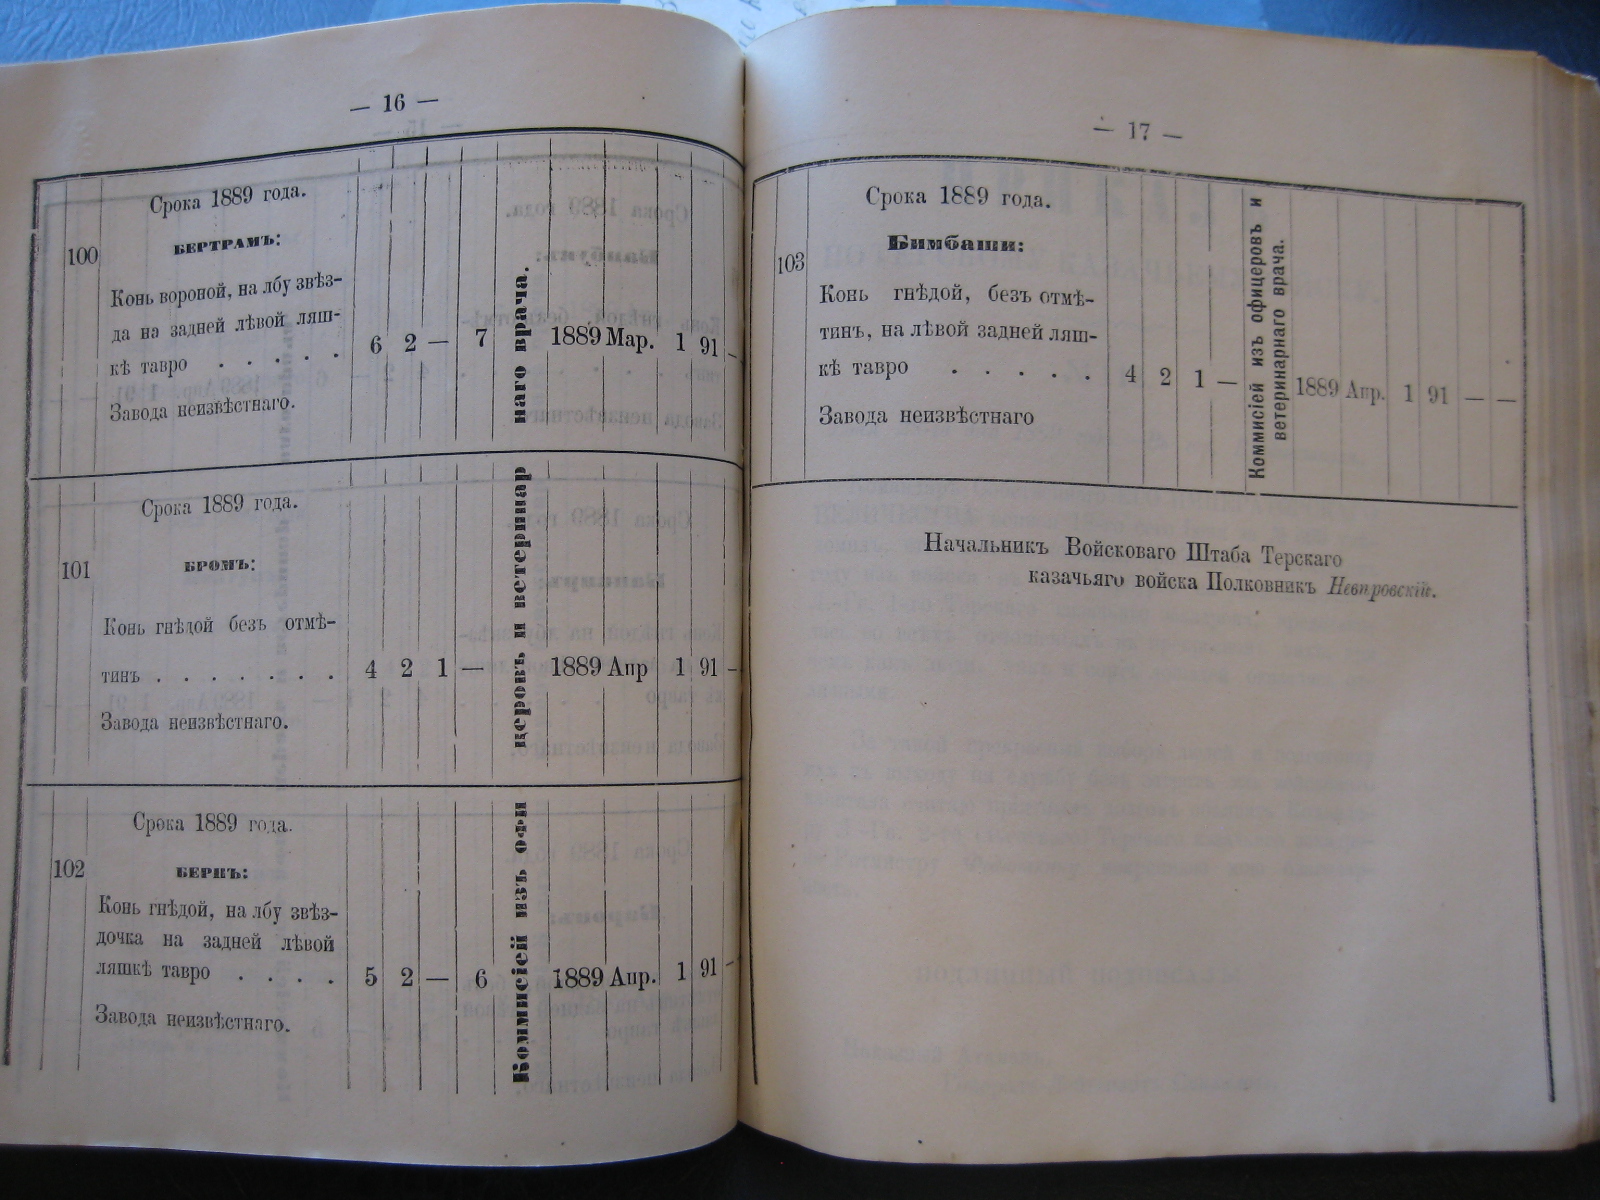 — 16 —
Срока 1889 года.
100
БЕРТРАМЪ:
Конь вороной, на лбу звѣз-
да на задней лѣвой ляш-
кѣ тавро . . . . . 6 2 — 7 1889 Мар. 1 91 —
Завода неизвѣстнаго.
Срока 1889 года.
101
БРОМЪ:
Конь гнѣдой безъ отмѣ-
тинъ . . . . . . . 4 2 1 — 1889 Апр 1 91 —
Завода неизвѣстнаго.
Срока 1889 года.
102
БЕРНЪ:
Конь гнѣдой, на лбу звѣз-
дочка на задней лѣвой
ляшкѣ тавро . . . . 5 2 — 6 1889 Апр. 1 91 —
Завода неизвѣстнаго.
Коммисіей изъ офи
церовъ и ветеринар
наго врача.
— 17 —
Срока 1889 года.
103
Бимбаши:
Конь гнѣдой, безъ отмѣ-
тинъ, на лѣвой задней ляш-
кѣ тавро . . . . . 4 2 1 — 1889 Апр. 1 91 — —
Завода неизвѣстнаго
Коммисіей изъ офицеровъ и
ветеринарнаго врача.
Начальникъ Войсковаго Штаба Терскаго
казачьяго войска Полковникъ